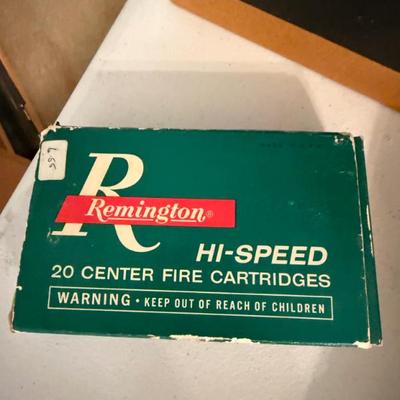 R
Remington®
HI-SPEED
20 CENTER FIRE CARTRIDGES
WARNING • KEEP OUT OF REACH OF CHILDREN